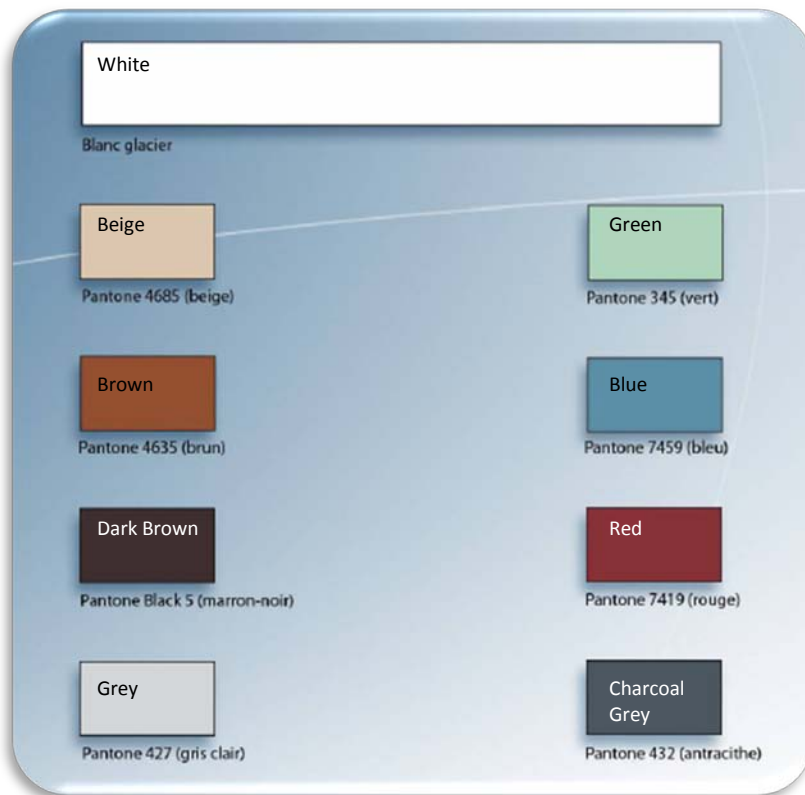 White
Blanc glacier
Beige
Pantone 4685 (beige)
Green
Pantone 345 (vert)
Brown
Pantone 4635 (brun)
Blue
Pantone 7459 (bleu)
Dark Brown
Pantone Black 5 (marron-noir)
Red
Pantone 7419 (rouge)
Grey
Pantone 427 (gris clair)
Charcoal
Grey
Pantone 432 (antracithe)